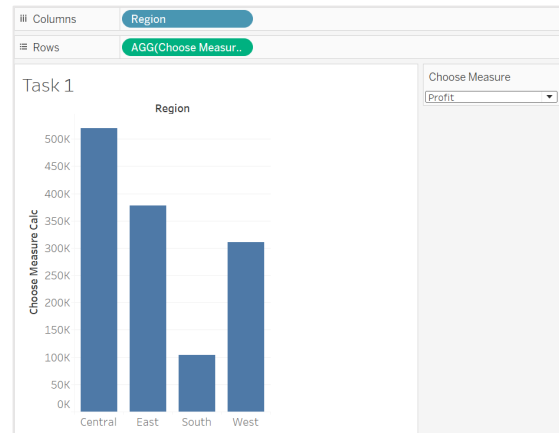 Columns
Region
Rows
AGG(Choose Measur..
Task 1
Choose Measure
Profit
Region
Choose Measure Calc
500K
450K
400K
350K
300K
250K
200K
150K
100K
50K
0K
Central East South West